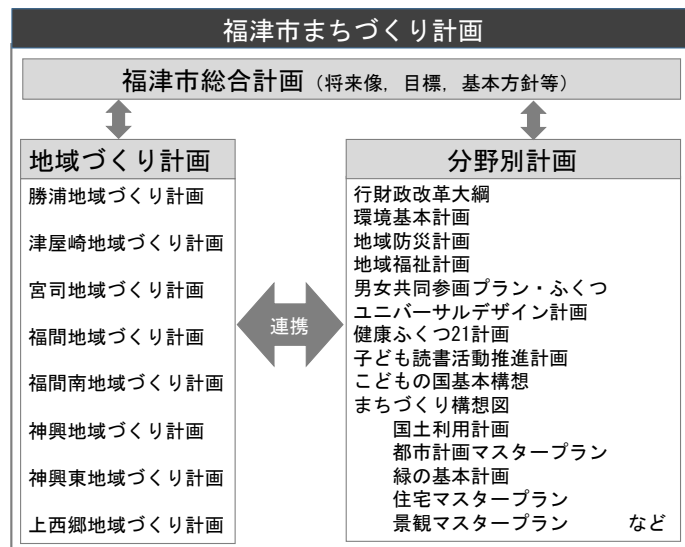 福津市まちづくり計画
福津市総合計画（将来像，目標，基本方針等）
地域づくり計画
勝浦地域づくり計画
津屋崎地域づくり計画
宮司地域づくり計画
福間地域づくり計画
福間南地域づくり計画
神興地域づくり計画
神興東地域づくり計画
上西郷地域づくり計画
連携
分野別計画
行財政改革大綱
環境基本計画
地域防災計画
地域福祉計画
男女共同参画プラン・ふくつ
ユニバーサルデザイン計画
健康ふくつ21計画
子ども読書活動推進計画
こどもの国基本構想
まちづくり構想図
国土利用計画
都市計画マスタープラン
緑の基本計画
住宅マスタープラン
景観マスタープラン　　　など